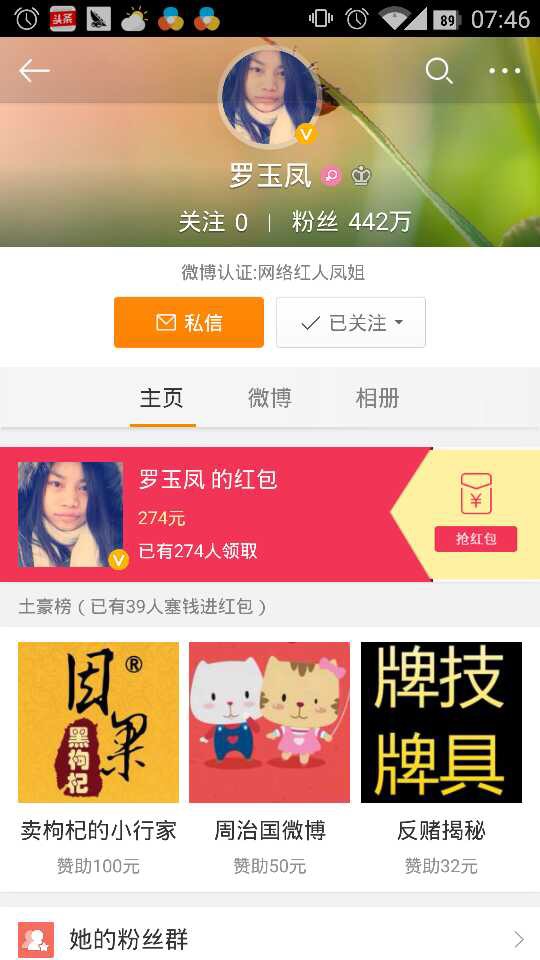 头条
89
07:46
罗玉凤
关注 0 | 粉丝 442万
微博认证:网络红人凤姐
私信
已关注
主页
微博
相册
罗玉凤 的红包
274元
已有274人领取
¥
抢红包
土豪榜（已有39人塞钱进红包）
因果®
黑枸杞
牌技
牌具
卖枸杞的小行家
周治国微博
反赌揭秘
赞助100元
赞助50元
赞助32元
她的粉丝群